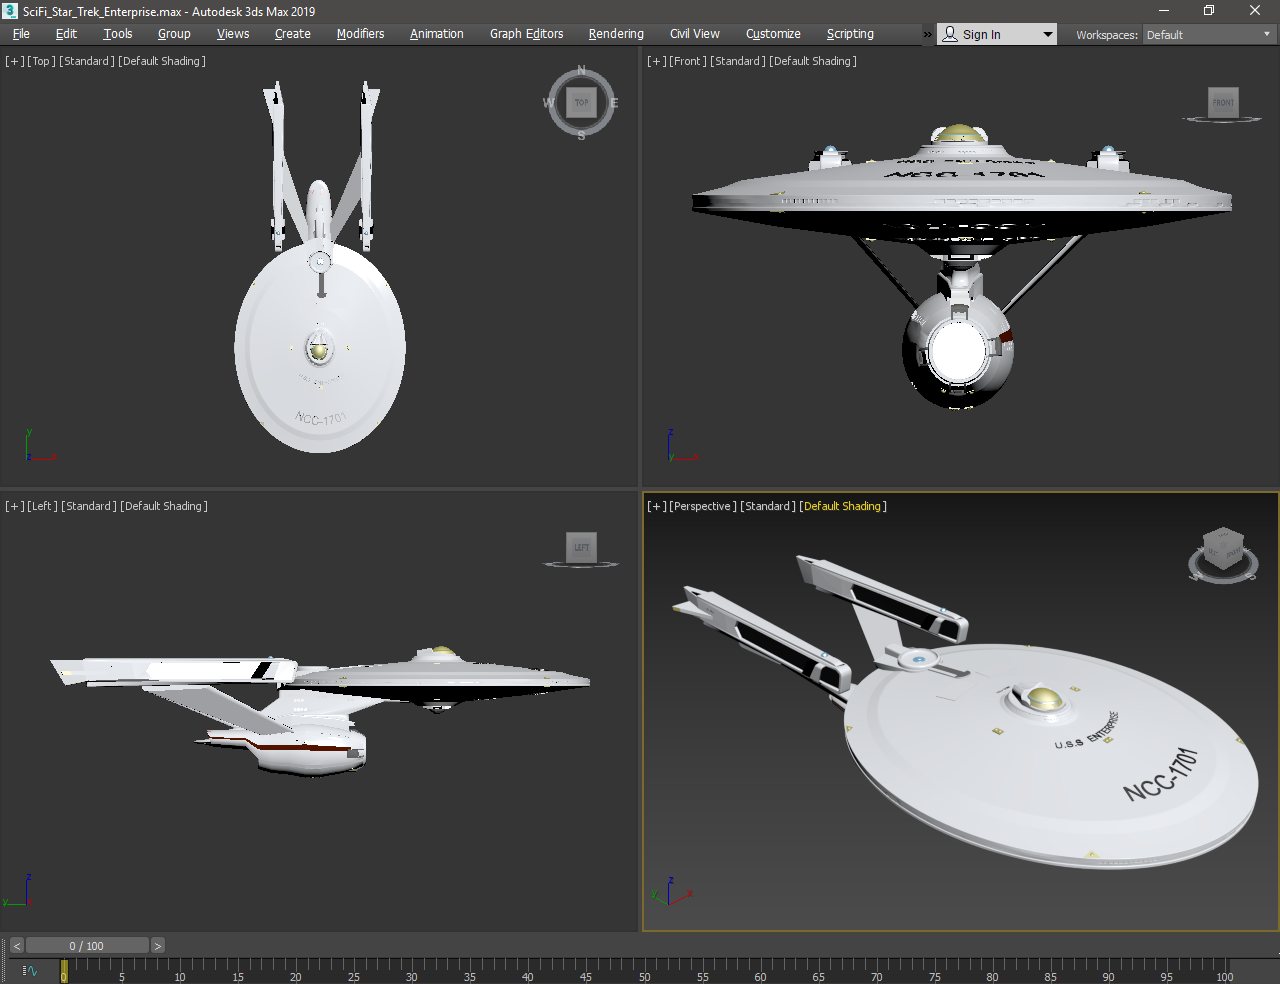 SciFi_Star_Trek_Enterprise.max - Autodesk 3ds Max 2019
File Edit Tools Group Views Create Modifiers Animation Graph Editors Rendering Civil View Customize Scripting » Sign In Workspaces: Default
[+] [Top] [Standard] [Default Shading]
N
W TOP E
S
NCC-1701
y
z x
[+] [Front] [Standard] [Default Shading]
FRONT
NCC 1701
z
y x
[+] [Left] [Standard] [Default Shading]
LEFT
z
y x
[+] [Perspective] [Standard] [Default Shading]
W S
U.S.S ENTERPRISE
NCC-1701
z
y x
< 0 / 100 >
0 5 10 15 20 25 30 35 40 45 50 55 60 65 70 75 80 85 90 95 100